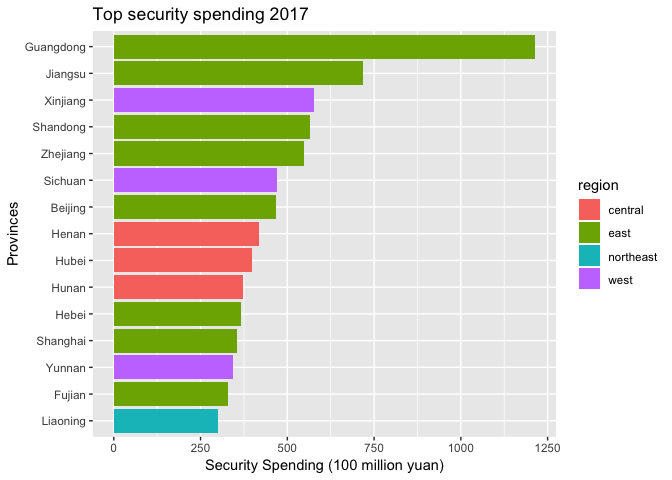 Top security spending 2017
Provinces
Guangdong
Jiangsu
Xinjiang
Shandong
Zhejiang
Sichuan
Beijing
Henan
Hubei
Hunan
Hebei
Shanghai
Yunnan
Fujian
Liaoning
0 250 500 750 1000 1250
Security Spending (100 million yuan)
region
central
east
northeast
west